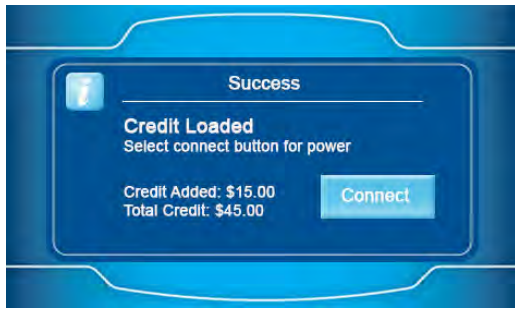 i
Success
Credit Loaded
Select connect button for power
Credit Added: $15.00
Total Credit: $45.00
Connect